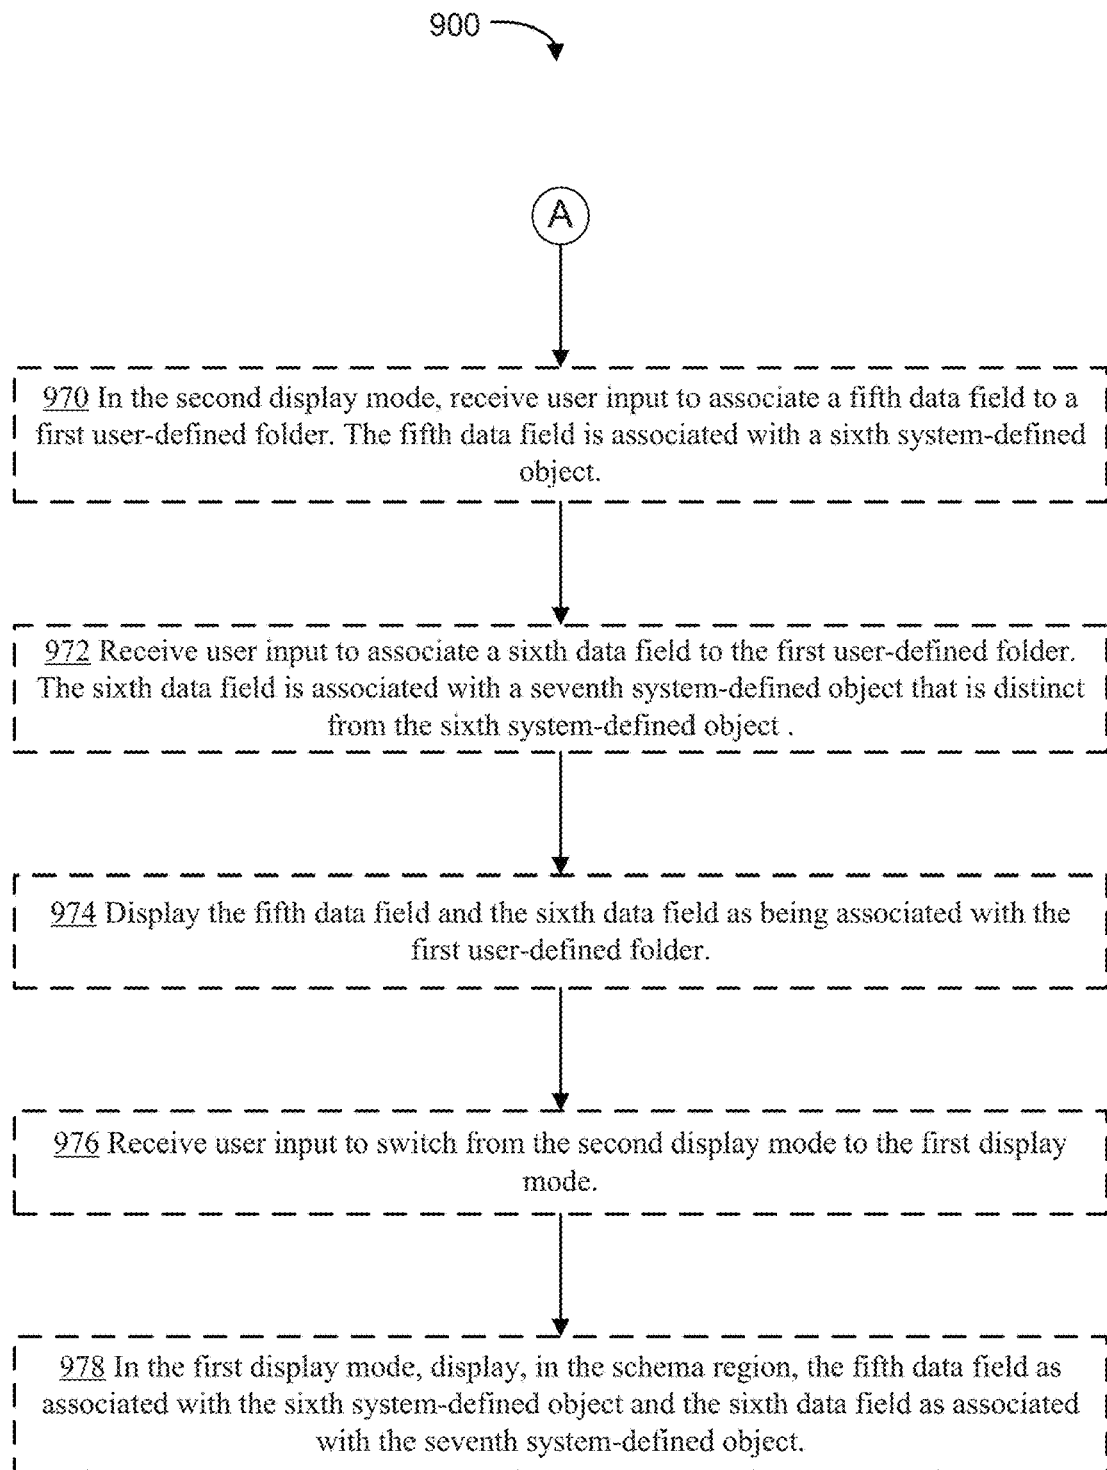 900
A
970 In the second display mode, receive user input to associate a fifth data field to a
first user-defined folder. The fifth data field is associated with a sixth system-defined
object.
972 Receive user input to associate a sixth data field to the first user-defined folder.
The sixth data field is associated with a seventh system-defined object that is distinct
from the sixth system-defined object .
974 Display the fifth data field and the sixth data field as being associated with the
first user-defined folder.
976 Receive user input to switch from the second display mode to the first display
mode.
978 In the first display mode, display, in the schema region, the fifth data field as
associated with the sixth system-defined object and the sixth data field as associated
with the seventh system-defined object.